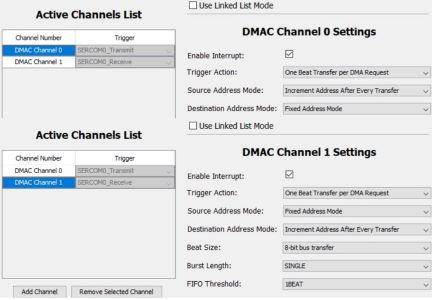 Use Linked List Mode
Active Channels List
DMAC Channel 0 Settings
Channel Number Trigger
DMAC Channel 0 SERCOM0_Transmit
DMAC Channel 1 SERCOM0_Receive
Enable Interrupt:
Trigger Action: One Beat Transfer per DMA Request
Source Address Mode: Increment Address After Every Transfer
Destination Address Mode: Fixed Address Mode
Use Linked List Mode
Active Channels List
DMAC Channel 1 Settings
Channel Number Trigger
DMAC Channel 0 SERCOM0_Transmit
DMAC Channel 1 SERCOM0_Receive
Enable Interrupt:
Trigger Action: One Beat Transfer per DMA Request
Source Address Mode: Fixed Address Mode
Destination Address Mode: Increment Address After Every Transfer
Beat Size: 8-bit bus transfer
Burst Length: SINGLE
FIFO Threshold: 1BEAT
Add Channel Remove Selected Channel